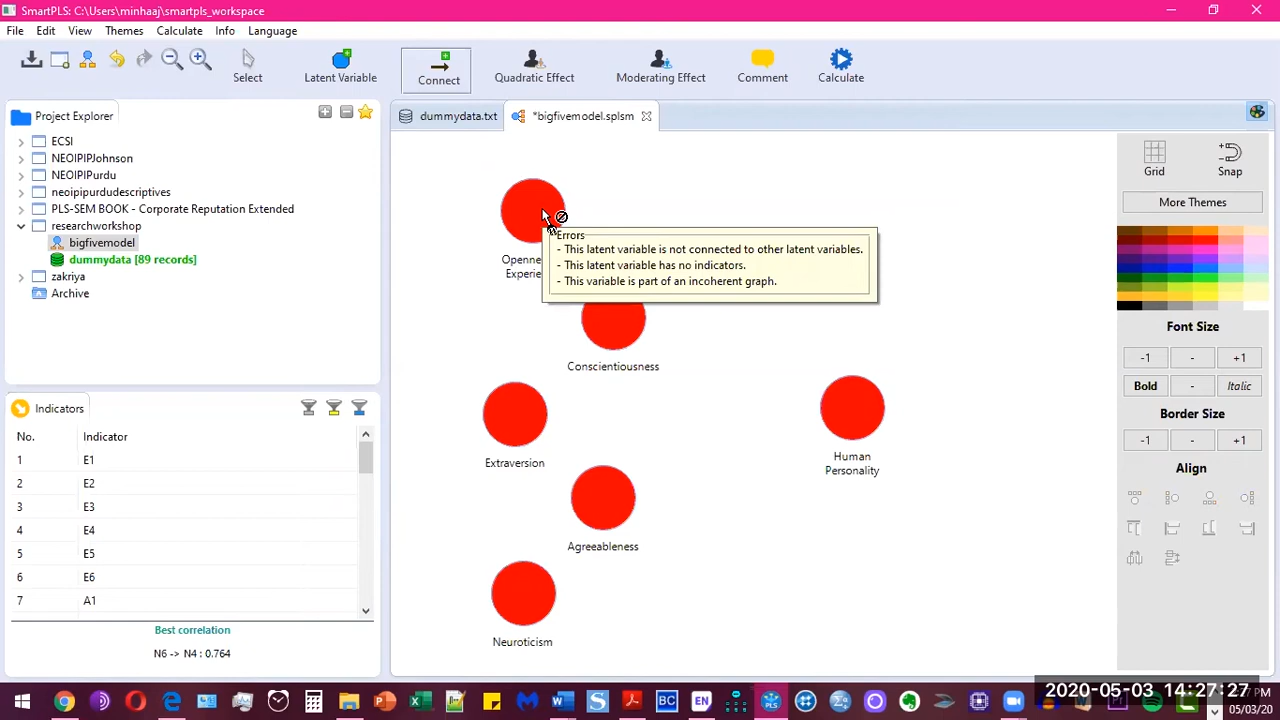 SmartPLS: C:\Users\minhaaj\smartpls_workspace
File Edit View Themes Calculate Info Language
Select Latent Variable Connect Quadratic Effect Moderating Effect Comment Calculate
Project Explorer
dummydata.txt *bigfivemodel.splsm
ECSI
NEOIPIPJohnson
NEOIPIPurdu
neoipipurdudescriptives
PLS-SEM BOOK - Corporate Reputation Extended
researchworkshop
bigfivemodel
dummydata [89 records]
zakriya
Archive
Indicators
No. Indicator
1 E1
2 E2
3 E3
4 E4
5 E5
6 E6
7 A1
Best correlation
N6 -> N4 : 0.764
Errors
- This latent variable is not connected to other latent variables.
- This latent variable has no indicators.
- This variable is part of an incoherent graph.
Conscientiousness
Extraversion
Human
Personality
Agreeableness
Neuroticism
Grid Snap
More Themes
Font Size
-1 - +1
Bold - Italic
Border Size
-1 - +1
Align
2020-05-03 14:27:27
05/03/20